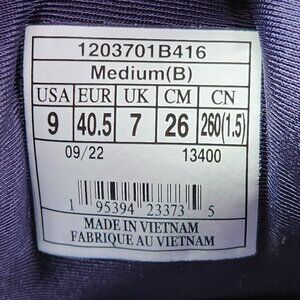 1203701B416
Medium(B)
USA EUR UK CM CN
9 40.5 7 26 260(1.5)
09/22 13400
1 95394 23373 5
MADE IN VIETNAM
FABRIQUE AU VIETNAM